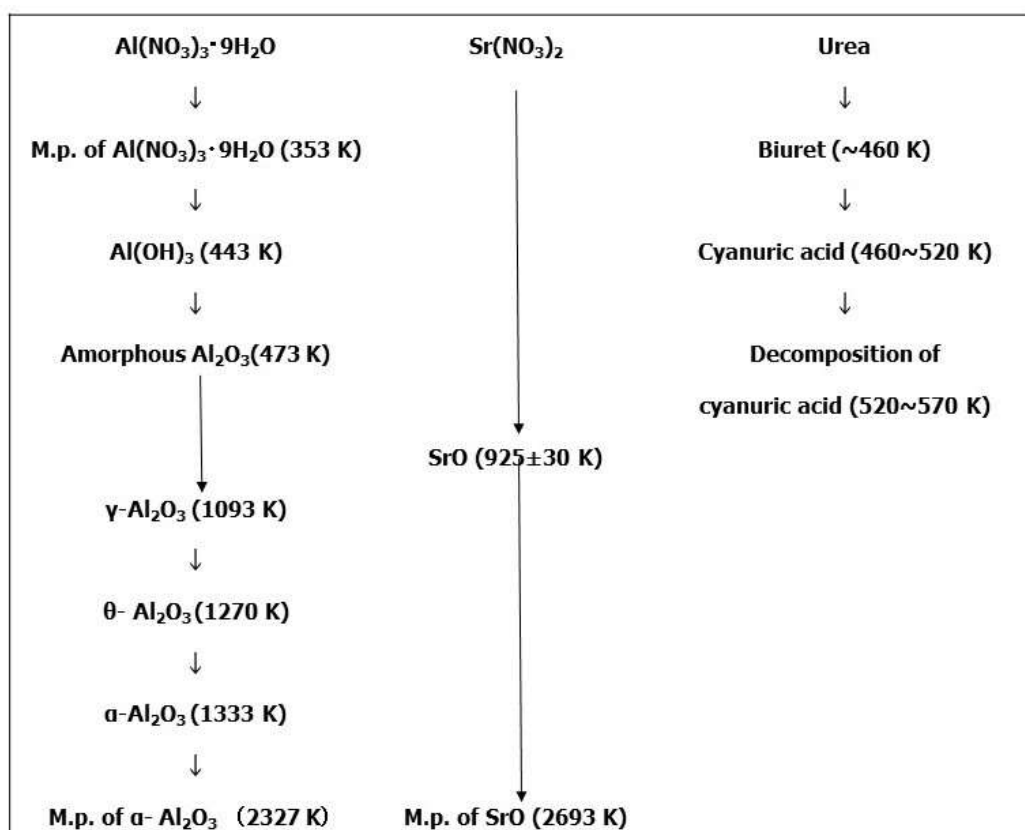 Al(NO₃)₃·9H₂O Sr(NO₃)₂ Urea
↓ ↓
M.p. of Al(NO₃)₃·9H₂O (353 K) Biuret (~460 K)
↓ ↓
Al(OH)₃ (443 K) Cyanuric acid (460~520 K)
↓ ↓
Amorphous Al₂O₃(473 K) Decomposition of
cyanuric acid (520~570 K)
SrO (925±30 K)
γ-Al₂O₃ (1093 K)
↓
θ- Al₂O₃ (1270 K)
↓
α-Al₂O₃ (1333 K)
↓
M.p. of α- Al₂O₃ (2327 K) M.p. of SrO (2693 K)